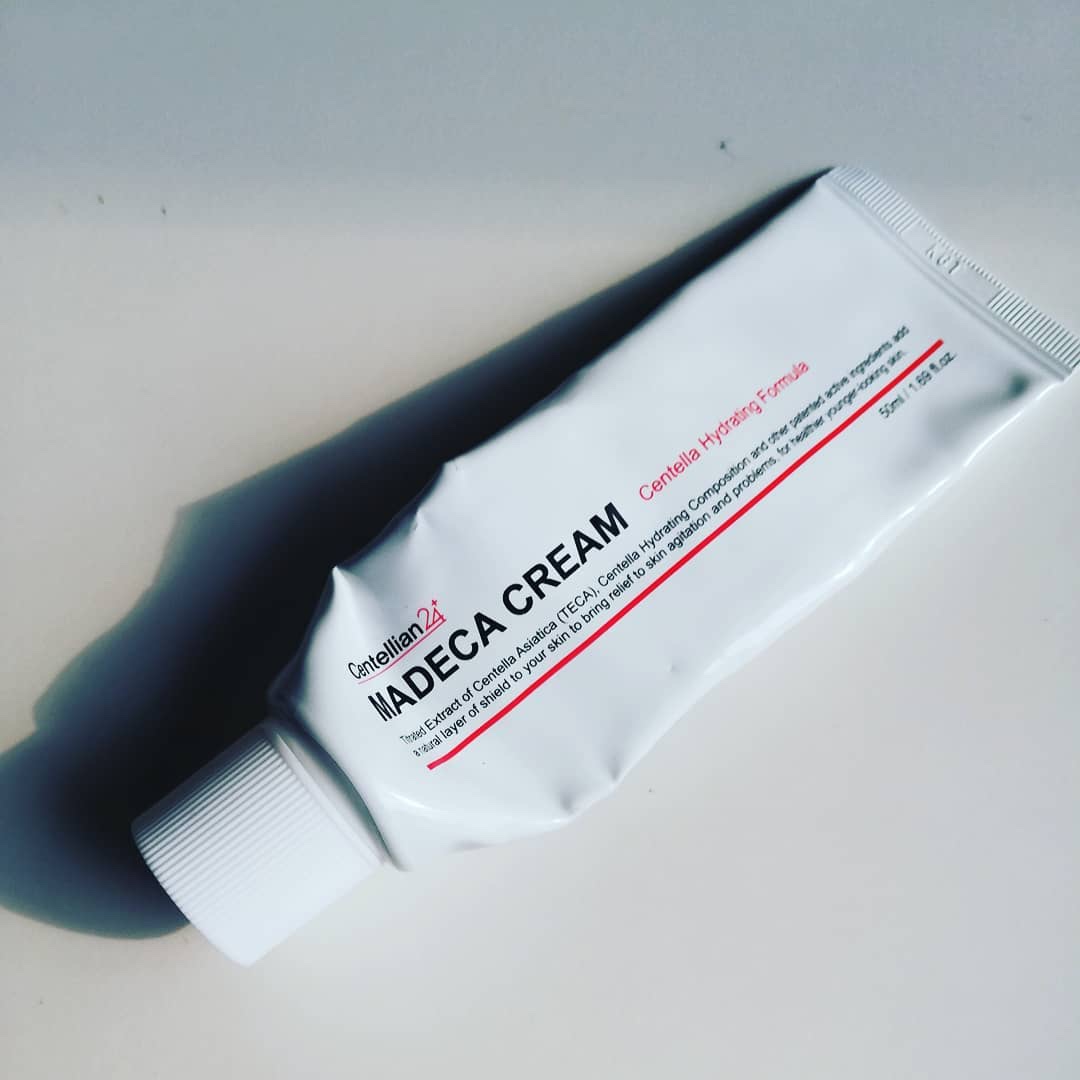 Centellian24+
MADECA CREAM Centella Hydrating Formula
Titrated Extract of Centella Asiatica (TECA), Centella Hydrating Composition and other patented active ingredients add
a natural layer of shield to your skin to bring relief to skin agitation and problems, for healthier younger-looking skin.
50ml / 1.69 fl.oz.